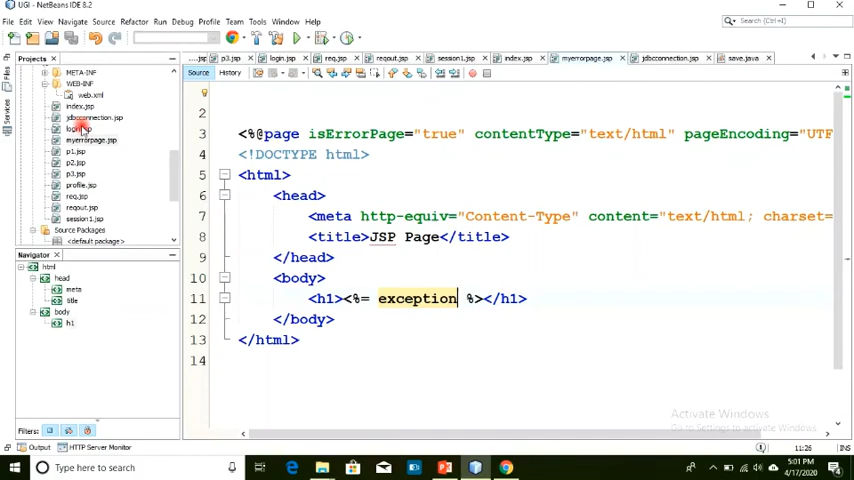 UGI - NetBeans IDE 8.2
File Edit View Navigate Source Refactor Run Debug Profile Team Tools Window Help
Search (Ctrl+I)
Projects
...jsp p3.jsp login.jsp req.jsp reqout.jsp session1.jsp index.jsp myerrorpage.jsp jdbcconnection.jsp save.java
Files
Services
Source History
META-INF
WEB-INF
web.xml
index.jsp
jdbcconnection.jsp
myerrorpage.jsp
p1.jsp
p2.jsp
p3.jsp
profile.jsp
req.jsp
reqout.jsp
session1.jsp
Source Packages
<default package>
Navigator
html
head
meta
title
body
h1
Filters:
2
3 <%@page isErrorPage="true" contentType="text/html" pageEncoding="UTF
4 <!DOCTYPE html>
5 <html>
6 <head>
7 <meta http-equiv="Content-Type" content="text/html; charset=
8 <title>JSP Page</title>
9 </head>
10 <body>
11 <h1><%= exception %></h1>
12 </body>
13 </html>
14
Activate Windows
Go to Settings to activate Windows.
Output HTTP Server Monitor
11:26 INS
Type here to search
5:01 PM
4/17/2020